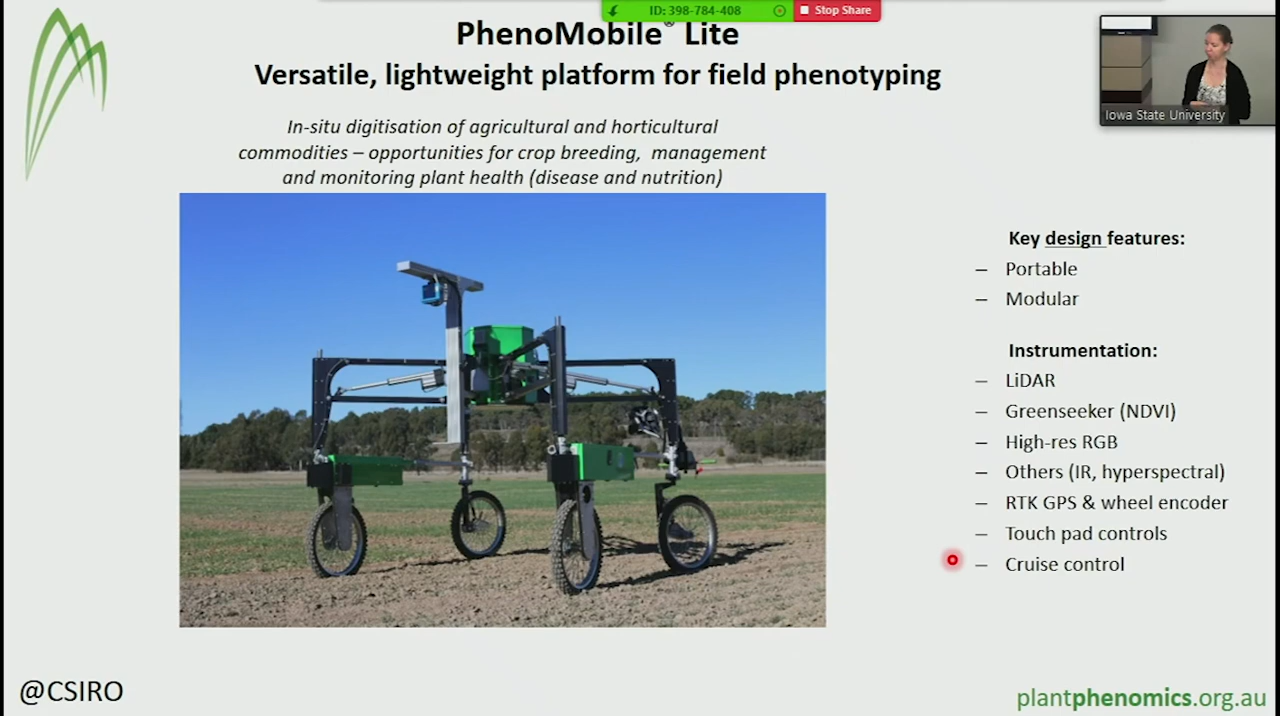 ID: 398-784-408
Stop Share
PhenoMobile® Lite
Versatile, lightweight platform for field phenotyping
Iowa State University
In-situ digitisation of agricultural and horticultural
commodities – opportunities for crop breeding, management
and monitoring plant health (disease and nutrition)
Key design features:
– Portable
– Modular
Instrumentation:
– LiDAR
– Greenseeker (NDVI)
– High-res RGB
– Others (IR, hyperspectral)
– RTK GPS & wheel encoder
– Touch pad controls
– Cruise control
@CSIRO
plantphenomics.org.au